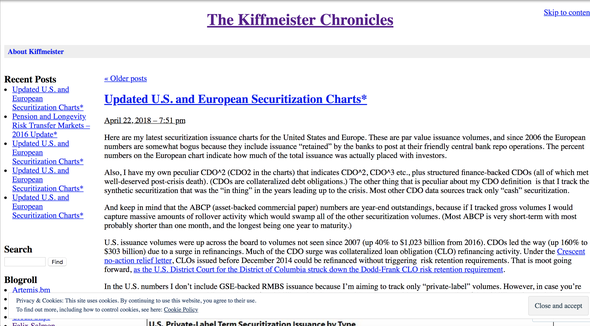 Skip to conten
The Kiffmeister Chronicles
About Kiffmeister
Recent Posts
Updated U.S. and
European
Securitization Charts*
Pension and Longevity
Risk Transfer Markets –
2016 Update*
Updated U.S. and
European
Securitization Charts*
Updated U.S. and
European
Securitization Charts*
Updated U.S. and
European
Securitization Charts*
Search
Find
Blogroll
Artemis.bm
« Older posts
Updated U.S. and European Securitization Charts*
April 22, 2018 – 7:51 pm
Here are my latest securitization issuance charts for the United States and Europe. These are par value issuance volumes, and since 2006 the European
numbers are somewhat bogus because they include issuance “retained” by the banks to post at their friendly central bank repo operations. The percent
numbers on the European chart indicate how much of the total issuance was actually placed with investors.
Also, I have my own peculiar CDO^2 (CDO2 in the charts) that indicates CDO^2, CDO^3 etc., plus structured finance-backed CDOs (all of which met
well-deserved post-crisis death). (CDOs are collateralized debt obligations.) The other thing that is peculiar about my CDO definition is that I track the
synthetic securitization that was the “in thing” in the years leading up to the crisis. Most other CDO data sources track only “cash” securitization.
And keep in mind that the ABCP (asset-backed commercial paper) numbers are year-end outstandings, because if I tracked gross volumes I would
capture massive amounts of rollover activity which would swamp all of the other securitization volumes. (Most ABCP is very short-term with most
probably shorter than one month, and the longest being one year to maturity.)
U.S. issuance volumes were up across the board to volumes not seen since 2007 (up 40% to $1,023 billion from 2016). CDOs led the way (up 160% to
$303 billion) due to a surge in refinancings. Much of the CDO surge was collateralized loan obligation (CLO) refinancing activity. Under the Crescent
no-action relief letter, CLOs issued before December 2014 could be refinanced without triggering risk retention requirements. That is moot going
forward, as the U.S. District Court for the District of Columbia struck down the Dodd-Frank CLO risk retention requirement.
In the U.S. numbers I don’t include GSE-backed RMBS issuance because I’m aiming to track only “private-label” volumes. However, in case you’re
Privacy & Cookies: This site uses cookies. By continuing to use this website, you agree to their use.
To find out more, including how to control cookies, see here: Cookie Policy
Close and accept
Felix Salmon
U.S. Private-Label Term Securitization Issuance by Type